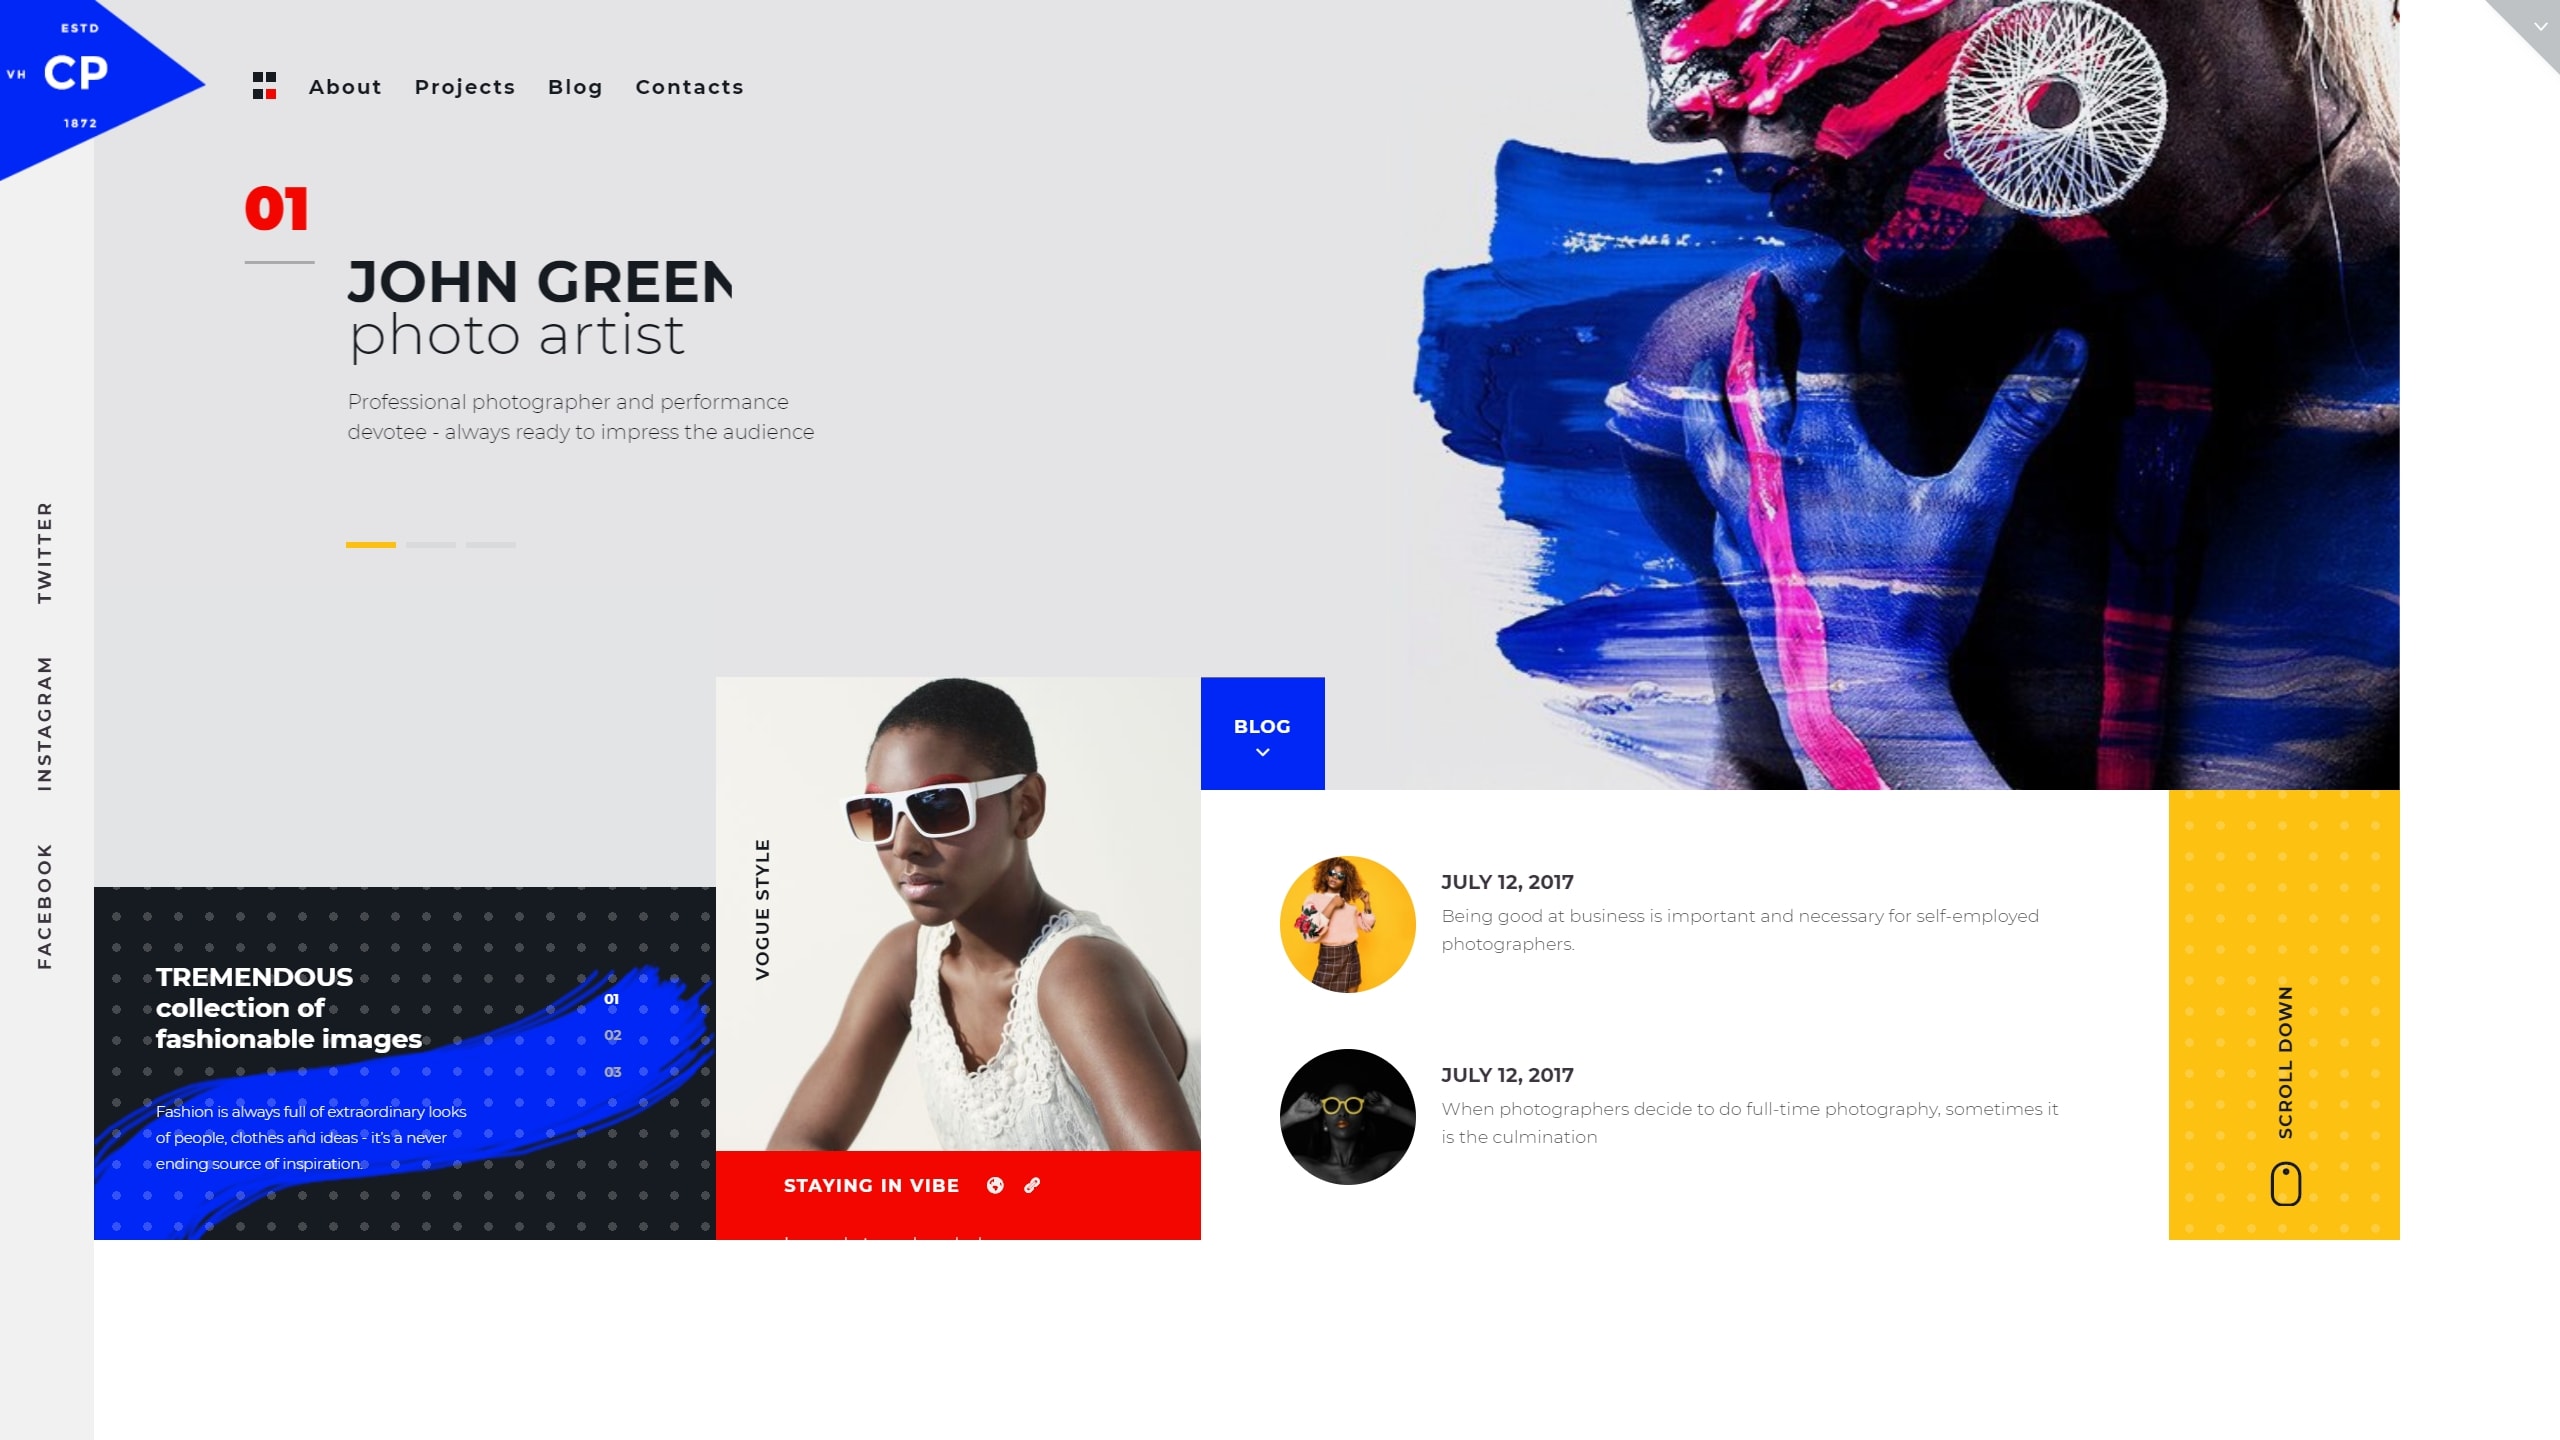 ESTD
VH
CP
1872
About Projects Blog Contacts
01
JOHN GREEN
photo artist
Professional photographer and performance
devotee - always ready to impress the audience
TWITTER
INSTAGRAM
FACEBOOK
TREMENDOUS
collection of
fashionable images
Fashion is always full of extraordinary looks
of people, clothes and ideas - it's a never
ending source of inspiration.
01
02
03
VOGUE STYLE
STAYING IN VIBE
BLOG
JULY 12, 2017
Being good at business is important and necessary for self-employed
photographers.
JULY 12, 2017
When photographers decide to do full-time photography, sometimes it
is the culmination
SCROLL DOWN